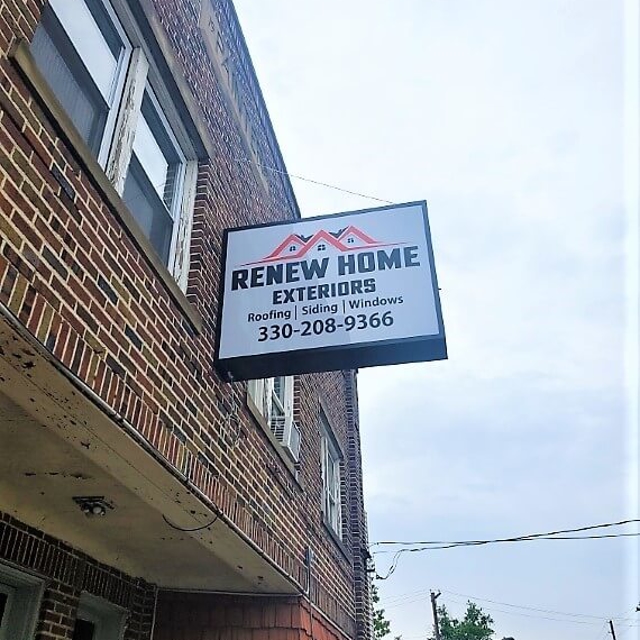 RENEW HOME
EXTERIORS
Roofing | Siding | Windows
330-208-9366